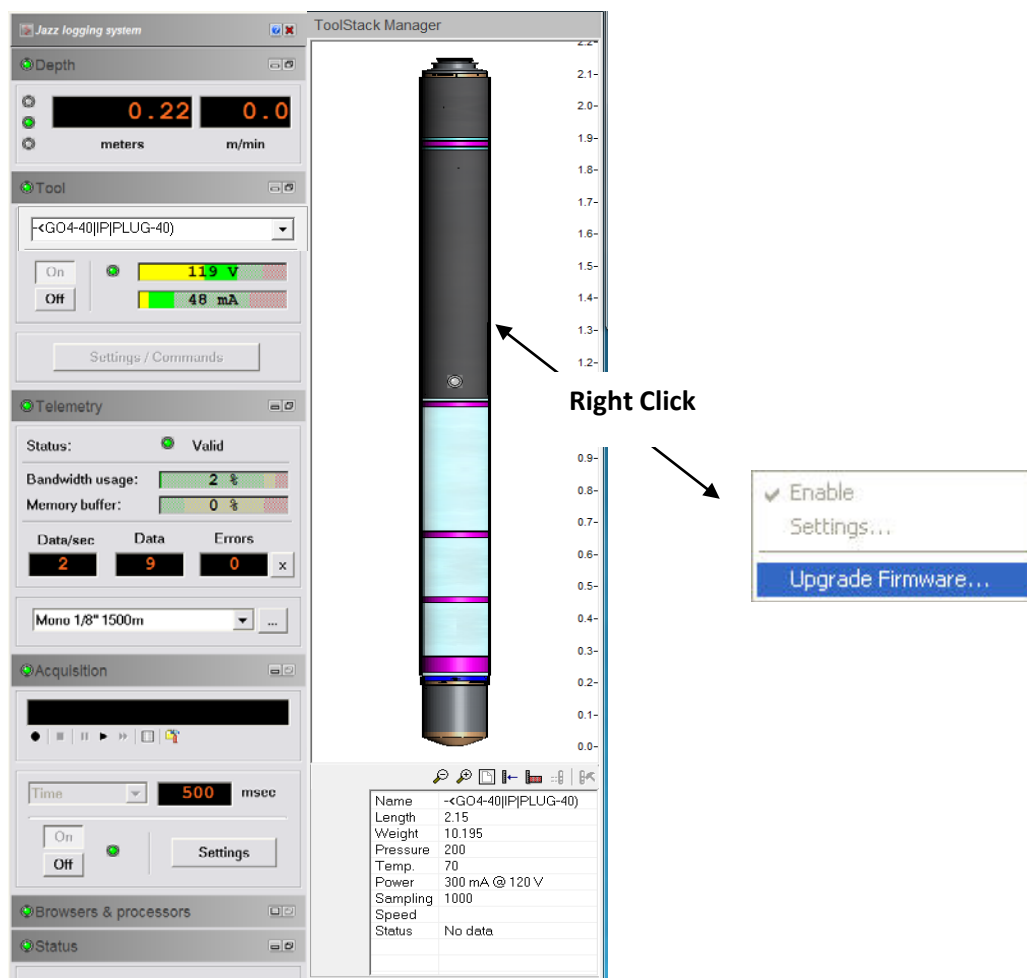 Jazz logging system
Depth
0.22
0.0
meters
m/min
Tool
-<GO4-40|IP|PLUG-40)
On
119 V
Off
48 mA
Settings / Commands
Telemetry
Status:
Valid
Bandwidth usage:
2 %
Memory buffer:
0 %
Data/sec
Data
Errors
2
9
0
x
Mono 1/8" 1500m
...
Acquisition
Time
500
msec
On
Off
Settings
Browsers & processors
Status
ToolStack Manager
2.2-
2.1-
2.0-
1.9-
1.8-
1.7-
1.6-
1.5-
1.4-
1.3-
1.2-
0.9-
0.8-
0.7-
0.6-
0.5-
0.4-
0.3-
0.2-
0.1-
0.0-
Name -<GO4-40|IP|PLUG-40)
Length 2.15
Weight 10.195
Pressure 200
Temp. 70
Power 300 mA @ 120 V
Sampling 1000
Speed
Status No data
Right Click
Enable
Settings...
Upgrade Firmware...